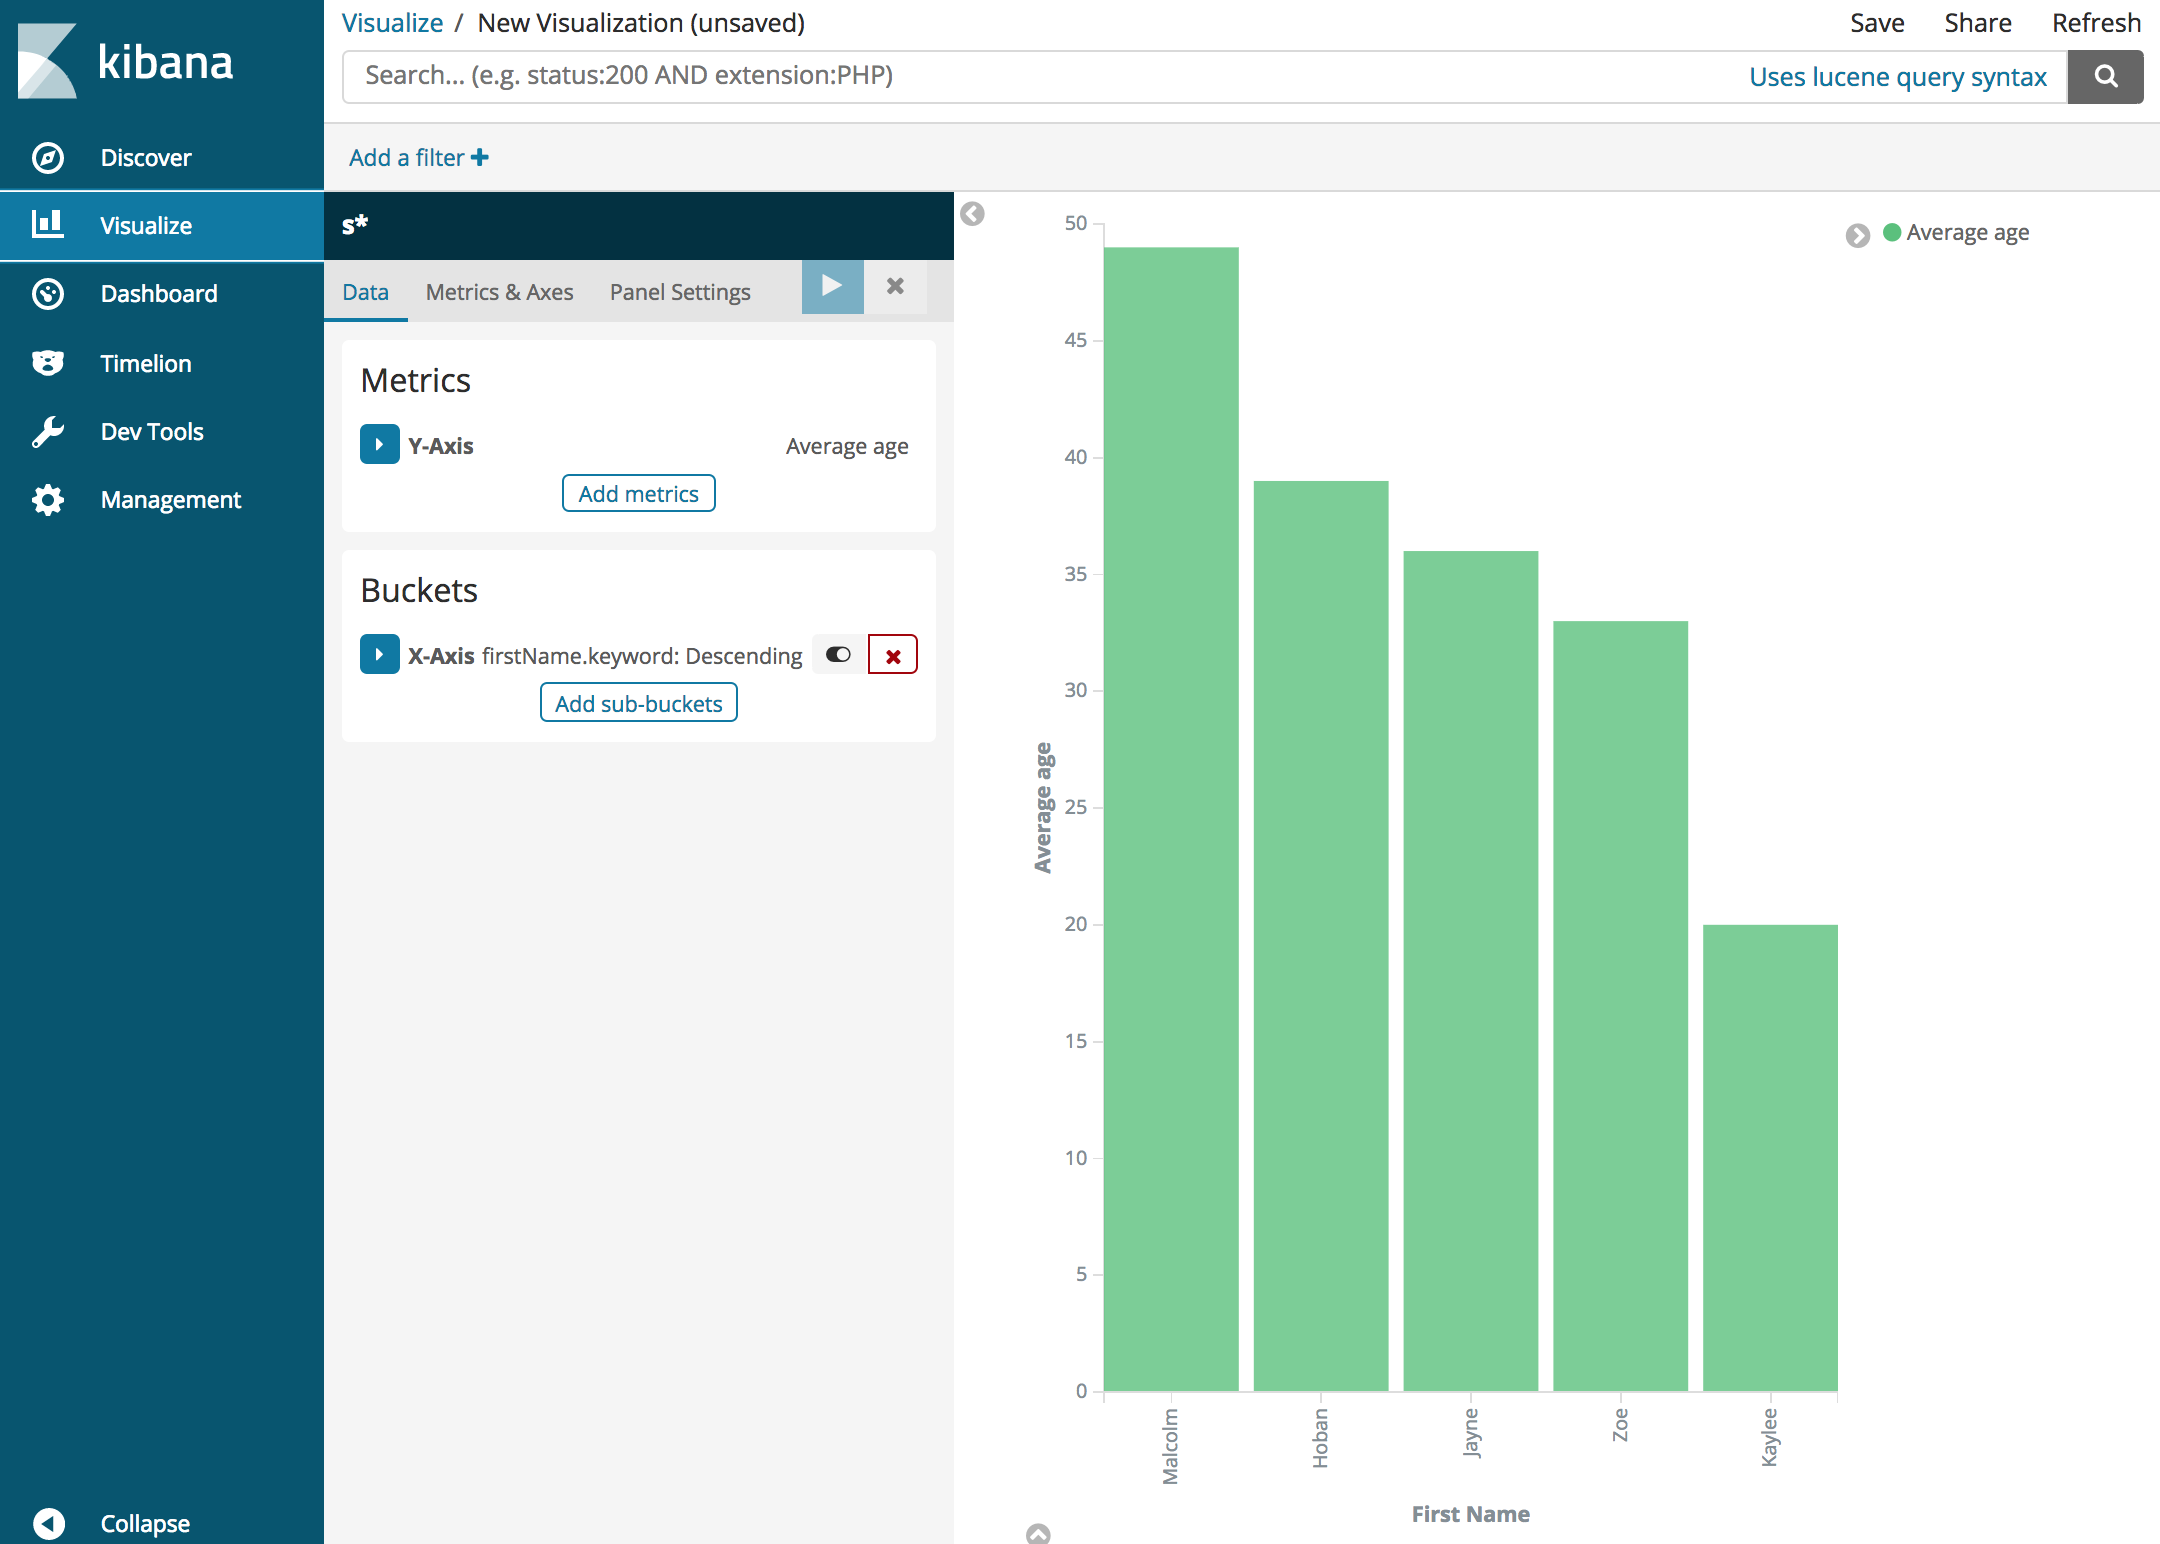 kibana
Discover
Visualize
Dashboard
Timelion
Dev Tools
Management
Collapse
Visualize / New Visualization (unsaved)
Save Share Refresh
Search... (e.g. status:200 AND extension:PHP)
Uses lucene query syntax
Add a filter
s*
Data Metrics & Axes Panel Settings
Metrics
Y-Axis Average age
Add metrics
Buckets
X-Axis firstName.keyword: Descending
Add sub-buckets
Average age
50
45
40
35
30
25
20
15
10
5
0
Average age
Malcolm
Hoban
Jayne
Zoe
Kaylee
First Name